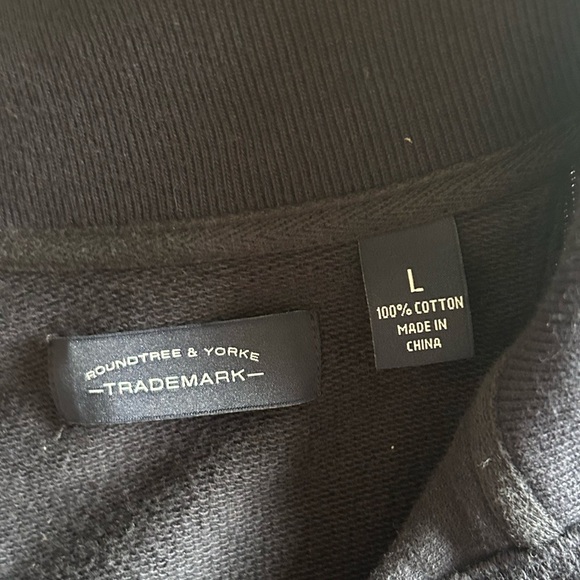 ROUNDTREE & YORKE
—TRADEMARK—
L
100% COTTON
MADE IN
CHINA